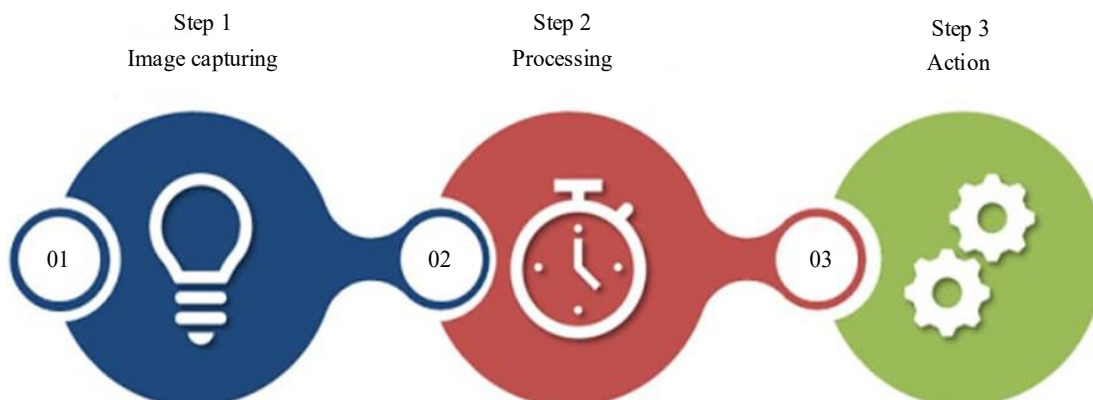 Step 1
Image capturing
Step 2
Processing
Step 3
Action
01
02
03